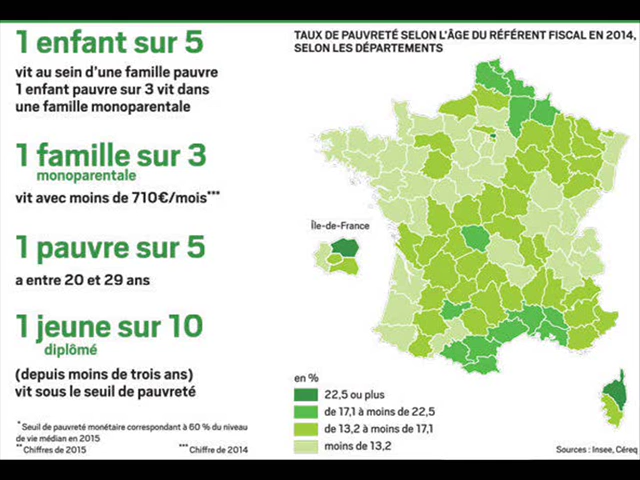 1 enfant sur 5
vit au sein d'une famille pauvre
1 enfant pauvre sur 3 vit dans
une famille monoparentale
1 famille sur 3
monoparentale
vit avec moins de 710€/mois***
1 pauvre sur 5
a entre 20 et 29 ans
1 jeune sur 10
diplômé
(depuis moins de trois ans)
vit sous le seuil de pauvreté
* Seuil de pauvreté monétaire correspondant à 60 % du niveau
de vie médian en 2015
** Chiffres de 2015 *** Chiffre de 2014
TAUX DE PAUVRETÉ SELON L'ÂGE DU RÉFÉRENT FISCAL EN 2014,
SELON LES DÉPARTEMENTS
Île-de-France
en %
22,5 ou plus
de 17,1 à moins de 22,5
de 13,2 à moins de 17,1
moins de 13,2
Sources : Insee, Céreq